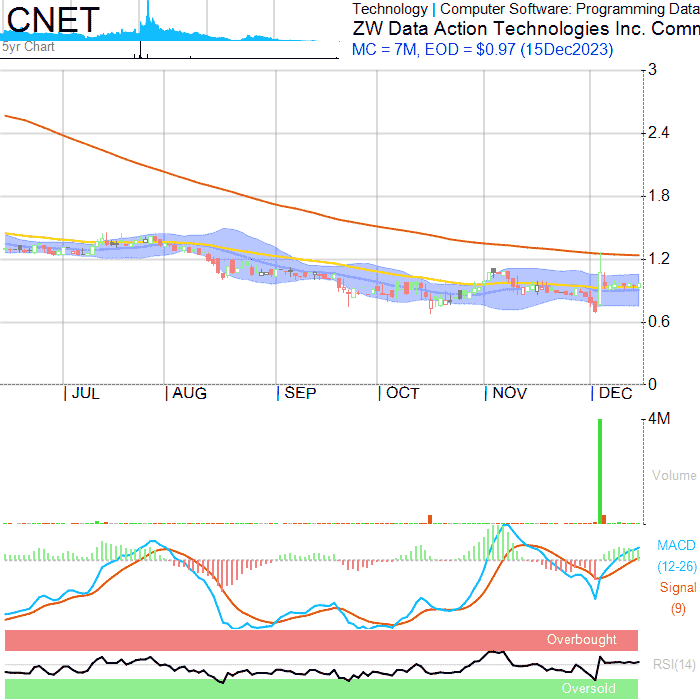 CNET
5yr Chart
Technology | Computer Software: Programming Data
ZW Data Action Technologies Inc. Comm
MC = 7M, EOD = $0.97 (15Dec2023)
3
2.4
1.8
1.2
0.6
0
JUL AUG SEP OCT NOV DEC
4M
Volume
MACD
(12-26)
Signal
(9)
Overbought
RSI(14)
Oversold